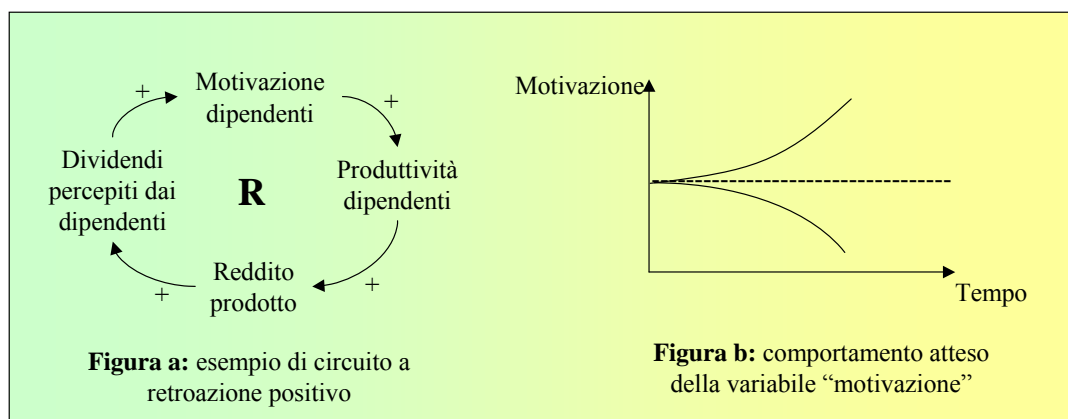 Motivazione
dipendenti
+
+
Dividendi
percepiti dai
dipendenti
R
Produttività
dipendenti
Reddito
prodotto
+
+
Figura a: esempio di circuito a
retroazione positivo
Motivazione
Tempo
Figura b: comportamento atteso
della variabile “motivazione”